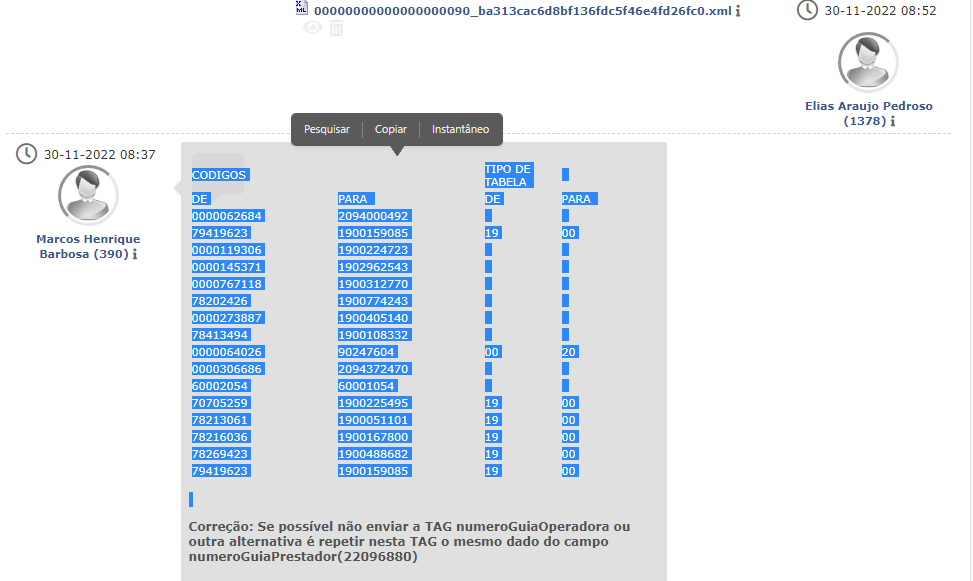 00000000000000000090_ba313cac6d8bf136fdc5f46e4fd26fc0.xml
30-11-2022 08:52
Elias Araujo Pedroso
(1378)
Pesquisar Copiar Instantâneo
30-11-2022 08:37
Marcos Henrique
Barbosa (390)
CODIGOS TIPO DE
TABELA
DE PARA DE PARA
0000062684 2094000492
79419623 1900159085 19 00
0000119306 1900224723
0000145371 1902962543
0000767118 1900312770
78202426 1900774243
0000273887 1900405140
78413494 1900108332
0000064026 90247604 00 20
0000306686 2094372470
60002054 60001054
70705259 1900225495 19 00
78213061 1900051101 19 00
78216036 1900167800 19 00
78269423 1900488682 19 00
79419623 1900159085 19 00
Correção: Se possível não enviar a TAG numeroGuiaOperadora ou
outra alternativa é repetir nesta TAG o mesmo dado do campo
numeroGuiaPrestador(22096880)